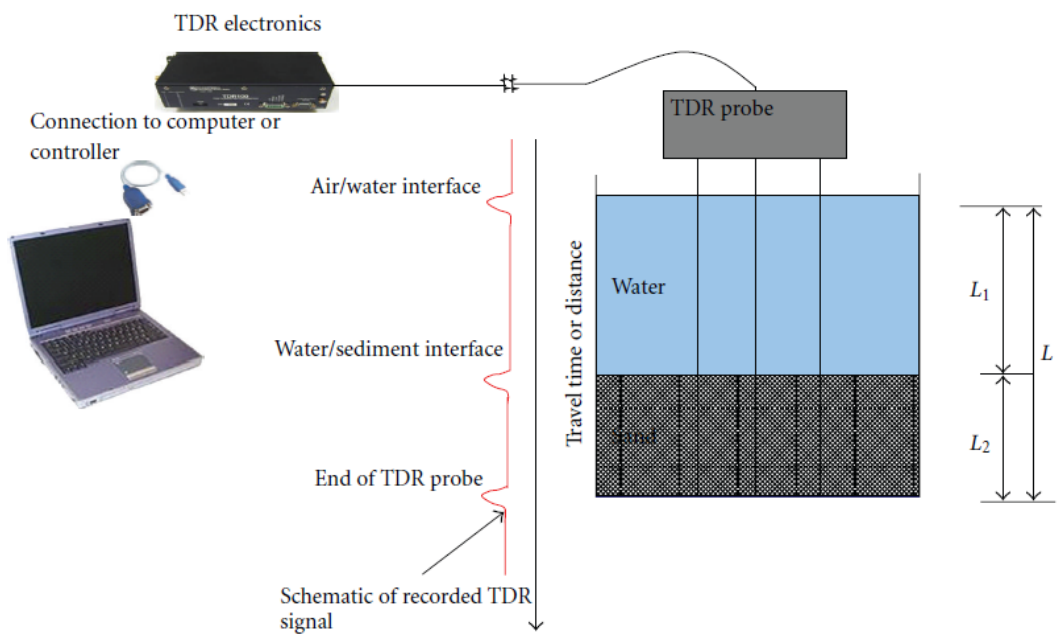 TDR electronics
TDR probe
Connection to computer or
controller
Air/water interface
Water
Water/sediment interface
Sand
End of TDR probe
Schematic of recorded TDR
signal
Travel time or distance
L1
L
L2